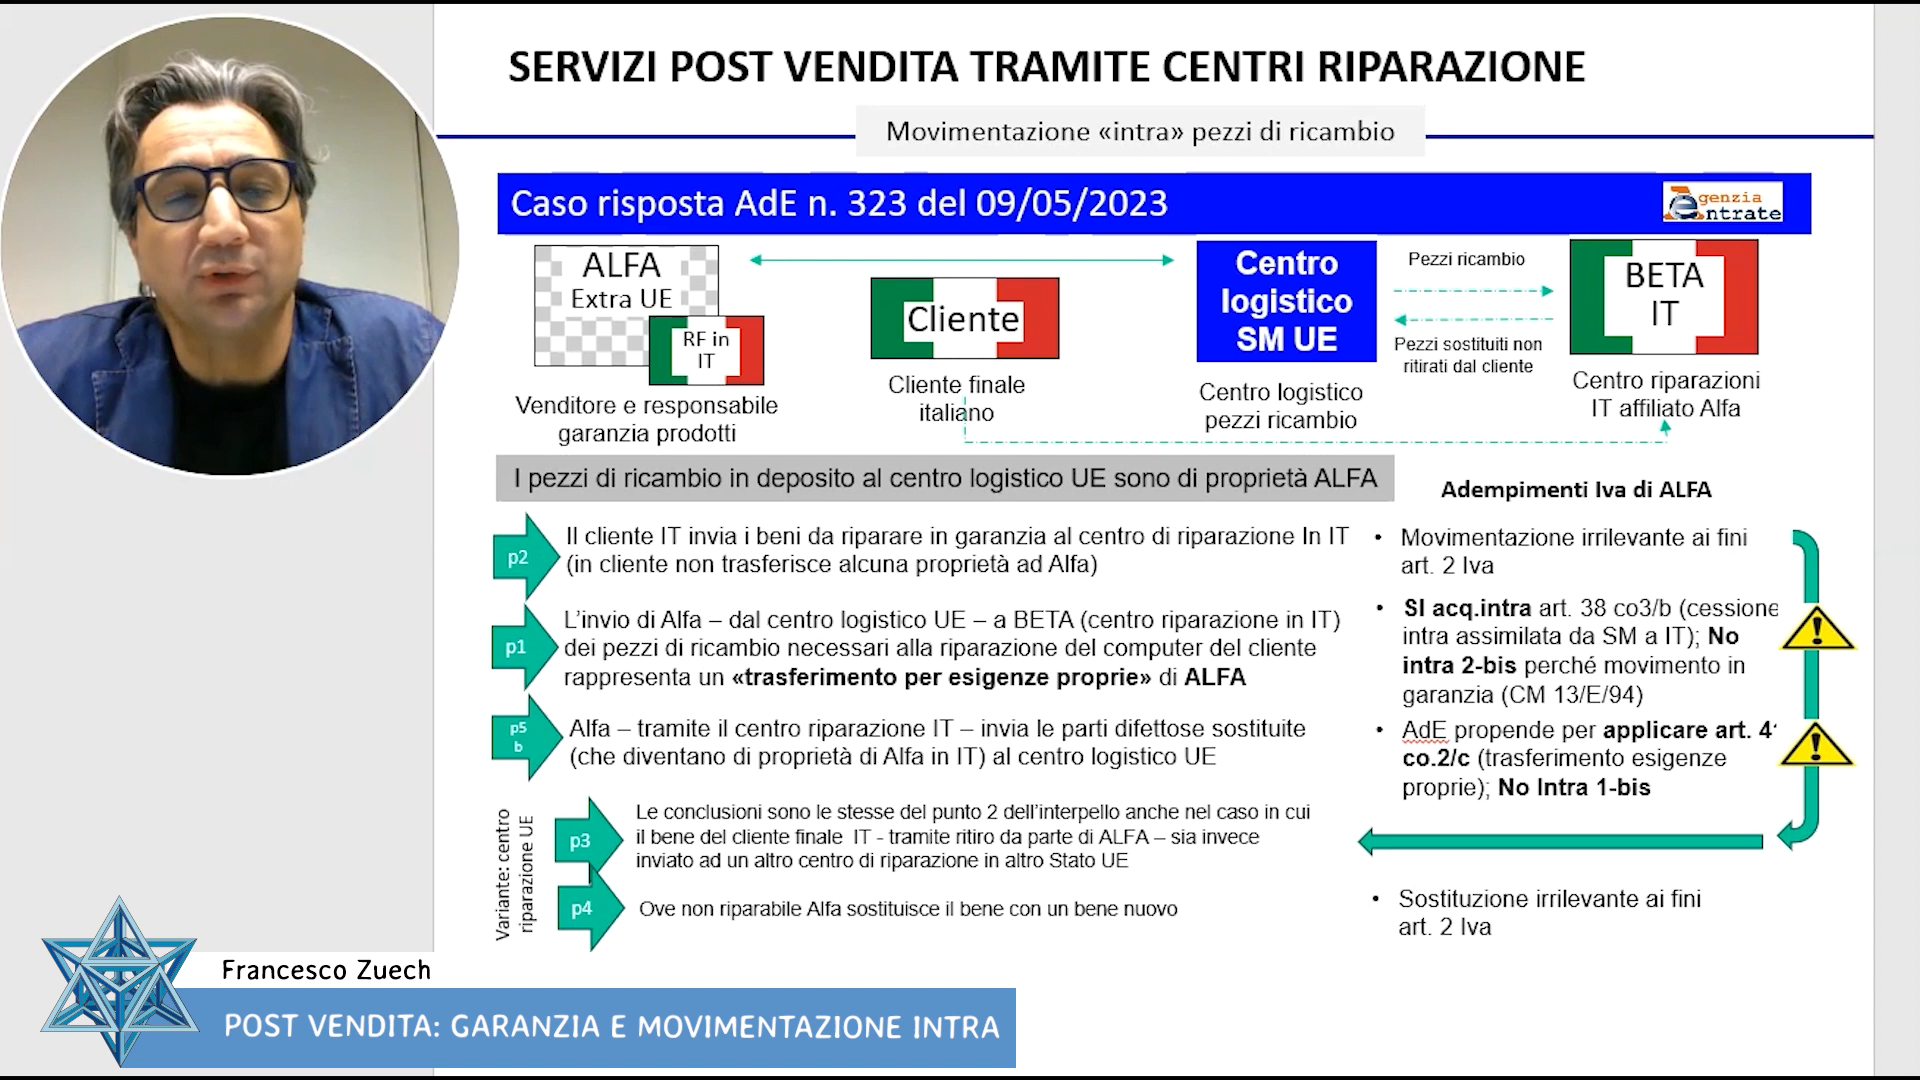 SERVIZI POST VENDITA TRAMITE CENTRI RIPARAZIONE
Movimentazione «intra» pezzi di ricambio
Caso risposta AdE n. 323 del 09/05/2023
genzia
ntrate
ALFA
Extra UE
RF in
IT
Venditore e responsabile
garanzia prodotti
Cliente
Cliente finale
italiano
Centro
logistico
SM UE
Centro logistico
pezzi ricambio
Pezzi ricambio
Pezzi sostituiti non
ritirati dal cliente
BETA
IT
Centro riparazioni
IT affiliato Alfa
I pezzi di ricambio in deposito al centro logistico UE sono di proprietà ALFA
Adempimenti Iva di ALFA
p2
Il cliente IT invia i beni da riparare in garanzia al centro di riparazione In IT
(in cliente non trasferisce alcuna proprietà ad Alfa)
• Movimentazione irrilevante ai fini
art. 2 Iva
p1
L'invio di Alfa – dal centro logistico UE – a BETA (centro riparazione in IT)
dei pezzi di ricambio necessari alla riparazione del computer del cliente
rappresenta un «trasferimento per esigenze proprie» di ALFA
• SI acq.intra art. 38 co3/b (cessione
intra assimilata da SM a IT); No
intra 2-bis perché movimento in
garanzia (CM 13/E/94)
p5
b
Alfa – tramite il centro riparazione IT – invia le parti difettose sostituite
(che diventano di proprietà di Alfa in IT) al centro logistico UE
• AdE propende per applicare art.
co.2/c (trasferimento esigenze
proprie); No Intra 1-bis
Variante: centro
riparazione UE
p3
Le conclusioni sono le stesse del punto 2 dell'interpello anche nel caso in cui
il bene del cliente finale IT - tramite ritiro da parte di ALFA – sia invece
inviato ad un altro centro di riparazione in altro Stato UE
p4
Ove non riparabile Alfa sostituisce il bene con un bene nuovo
• Sostituzione irrilevante ai fini
art. 2 Iva
Francesco Zuech
POST VENDITA: GARANZIA E MOVIMENTAZIONE INTRA